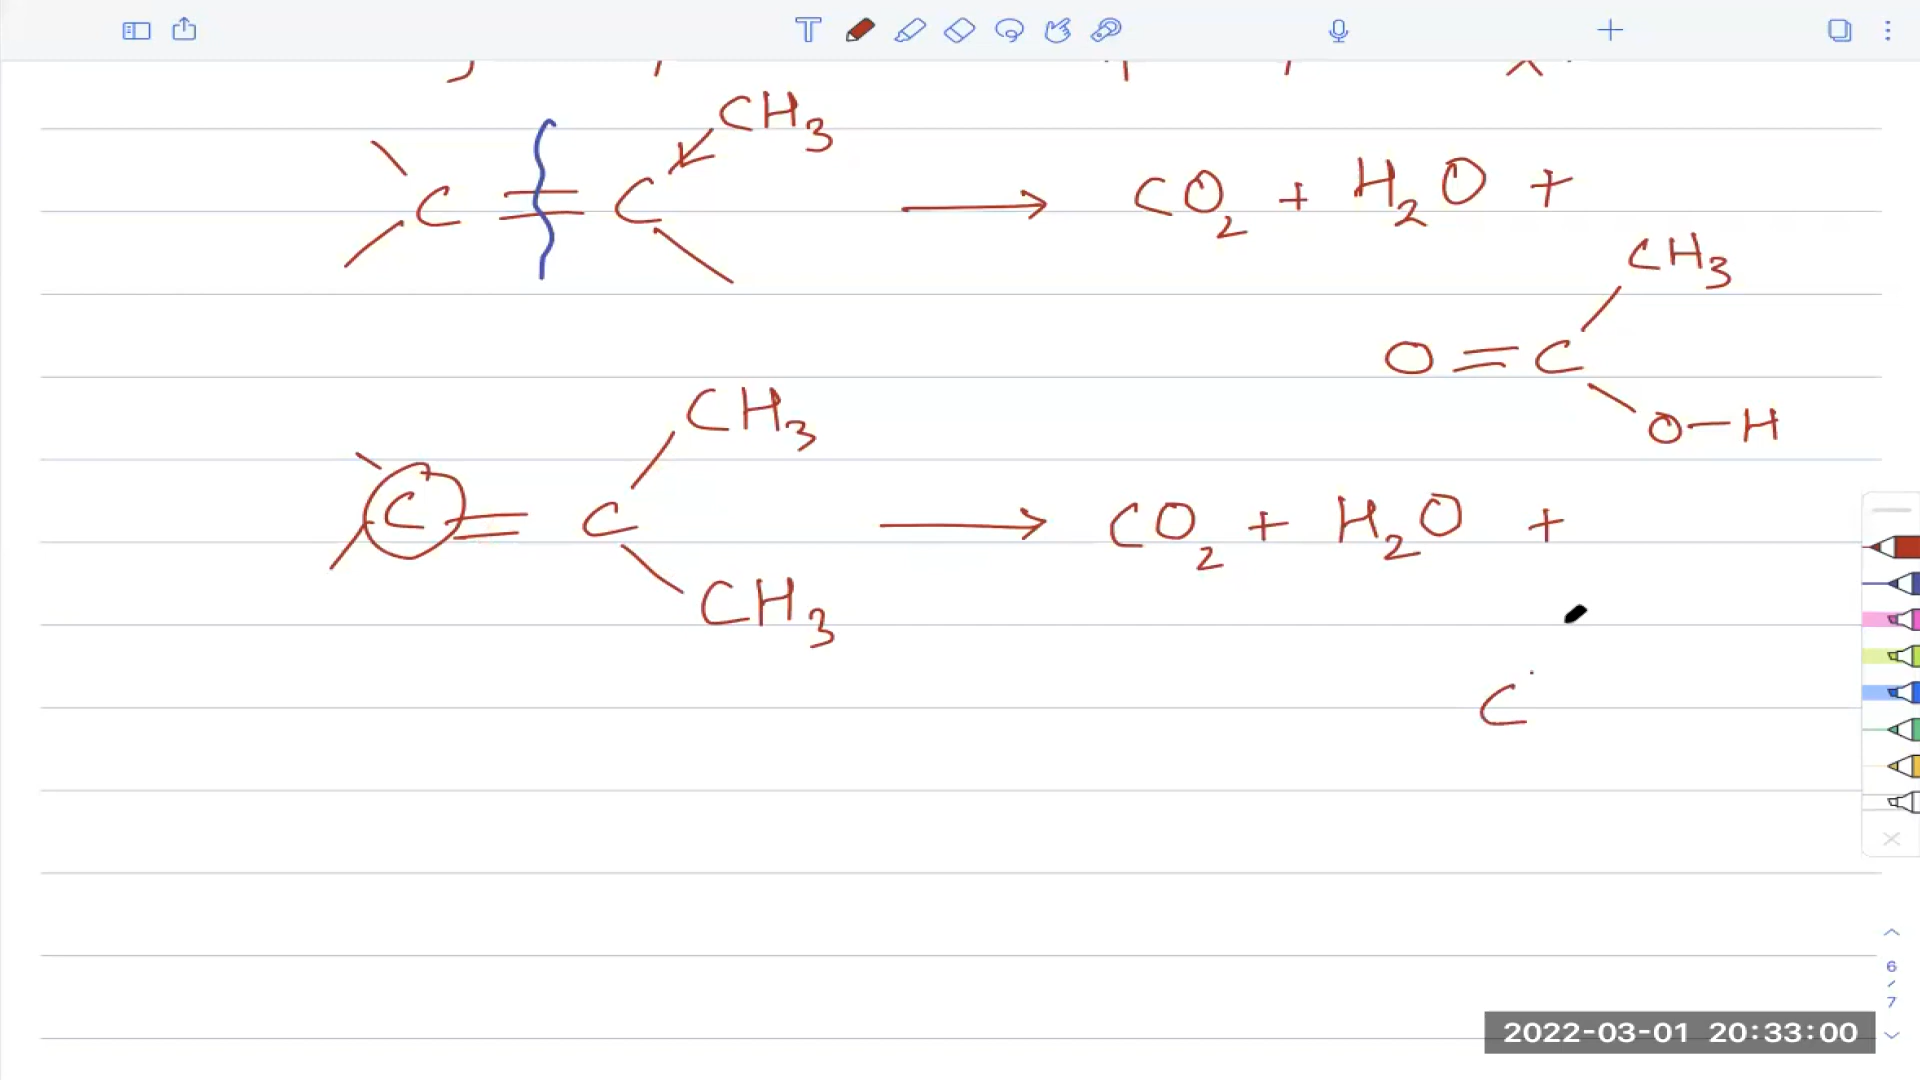 CH3
C = C → CO2 + H2O +
CH3
O = C
O–H
CH3
C = C → CO2 + H2O +
CH3
C
6
/
7
2022-03-01 20:33:00